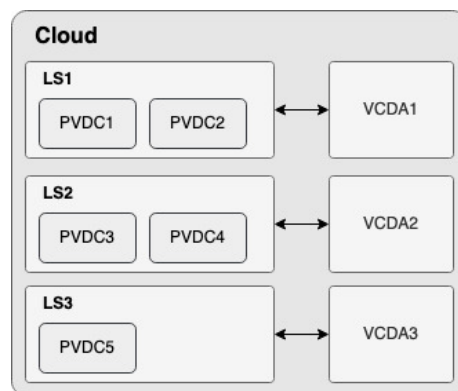 Cloud
LS1
PVDC1 PVDC2
VCDA1
LS2
PVDC3 PVDC4
VCDA2
LS3
PVDC5
VCDA3